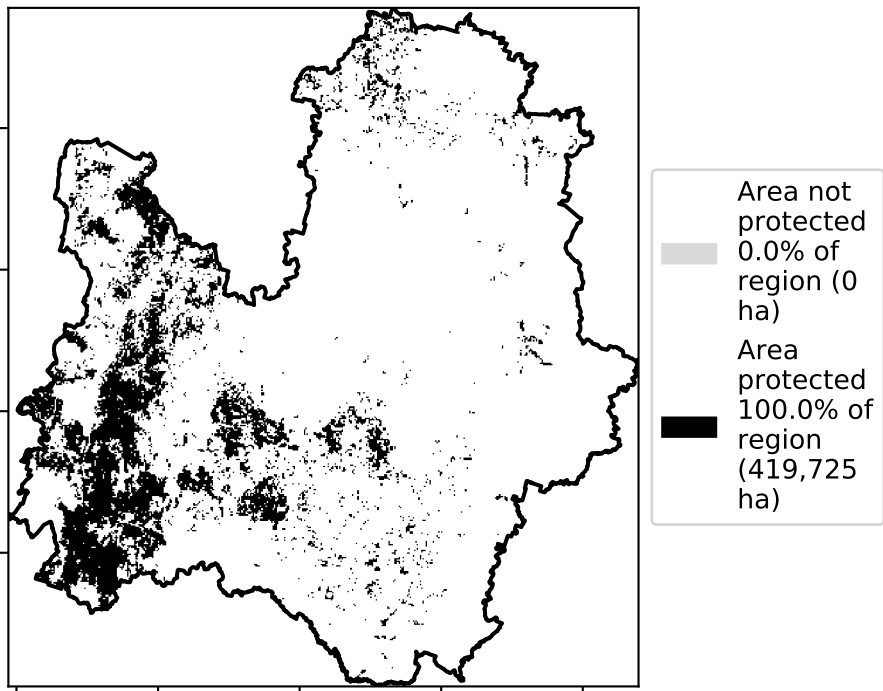 Area not
protected
0.0% of
region (0
ha)
Area
protected
100.0% of
region
(419,725
ha)